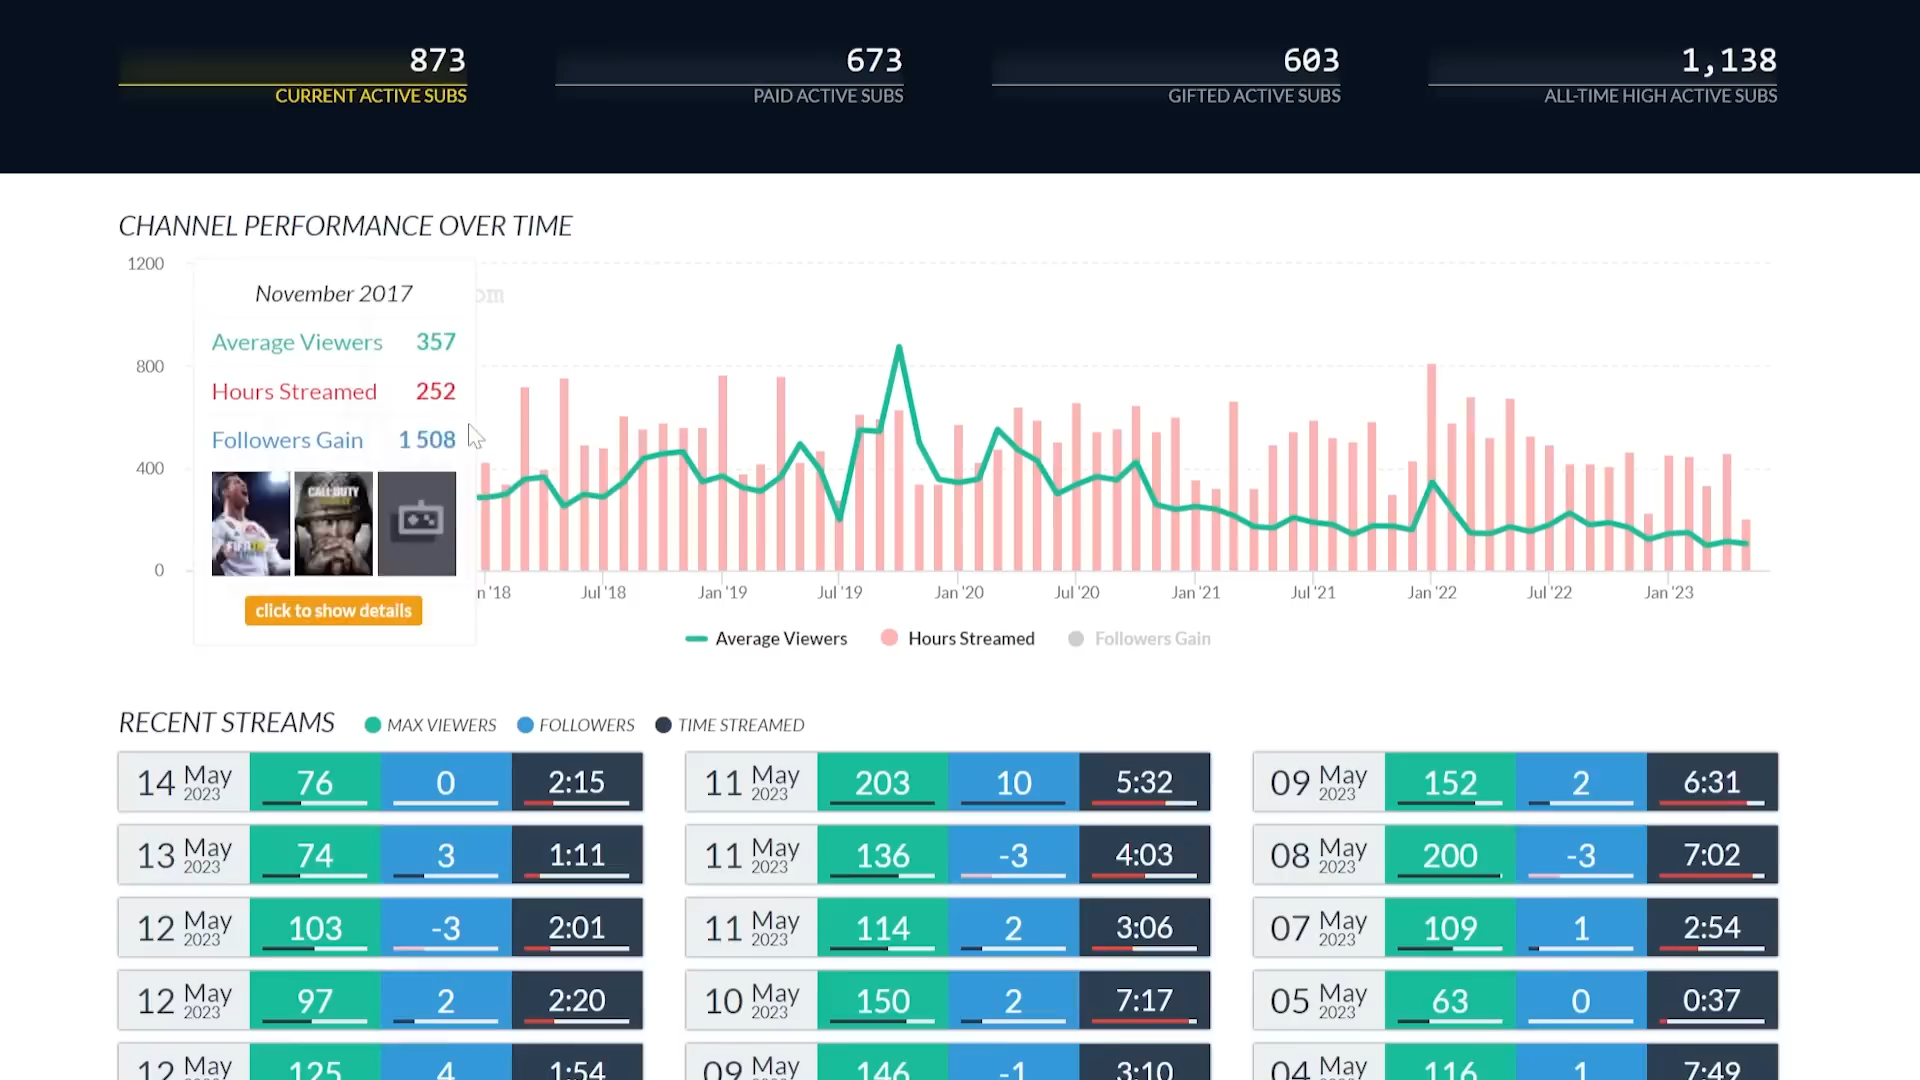 873
CURRENT ACTIVE SUBS
673
PAID ACTIVE SUBS
603
GIFTED ACTIVE SUBS
1,138
ALL-TIME HIGH ACTIVE SUBS
CHANNEL PERFORMANCE OVER TIME
1200
800
400
0
November 2017
Average Viewers 357
Hours Streamed 252
Followers Gain 1 508
CALL DUTY
click to show details
om
n '18 Jul '18 Jan '19 Jul '19 Jan '20 Jul '20 Jan '21 Jul '21 Jan '22 Jul '22 Jan '23
Average Viewers Hours Streamed Followers Gain
RECENT STREAMS MAX VIEWERS FOLLOWERS TIME STREAMED
14 May 2023 76 0 2:15
13 May 2023 74 3 1:11
12 May 2023 103 -3 2:01
12 May 2023 97 2 2:20
12 May 125 4 1:54
11 May 2023 203 10 5:32
11 May 2023 136 -3 4:03
11 May 2023 114 2 3:06
10 May 2023 150 2 7:17
09 May 146 -1 3:10
09 May 2023 152 2 6:31
08 May 2023 200 -3 7:02
07 May 2023 109 1 2:54
05 May 2023 63 0 0:37
04 May 116 1 7:49